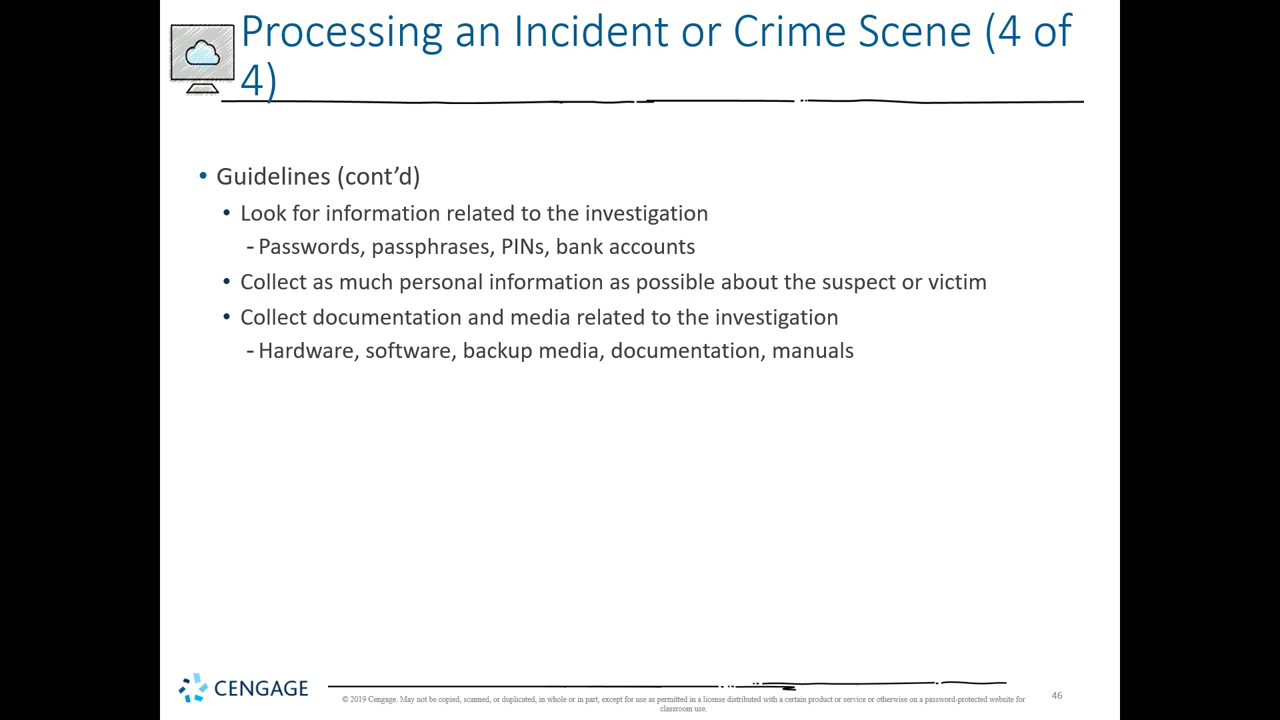 Processing an Incident or Crime Scene (4 of
4)
• Guidelines (cont’d)
• Look for information related to the investigation
- Passwords, passphrases, PINs, bank accounts
• Collect as much personal information as possible about the suspect or victim
• Collect documentation and media related to the investigation
- Hardware, software, backup media, documentation, manuals
CENGAGE
© 2019 Cengage. May not be copied, scanned, or duplicated, in whole or in part, except for use as permitted in a license distributed with a certain product or service or otherwise on a password-protected website for
classroom use.
46